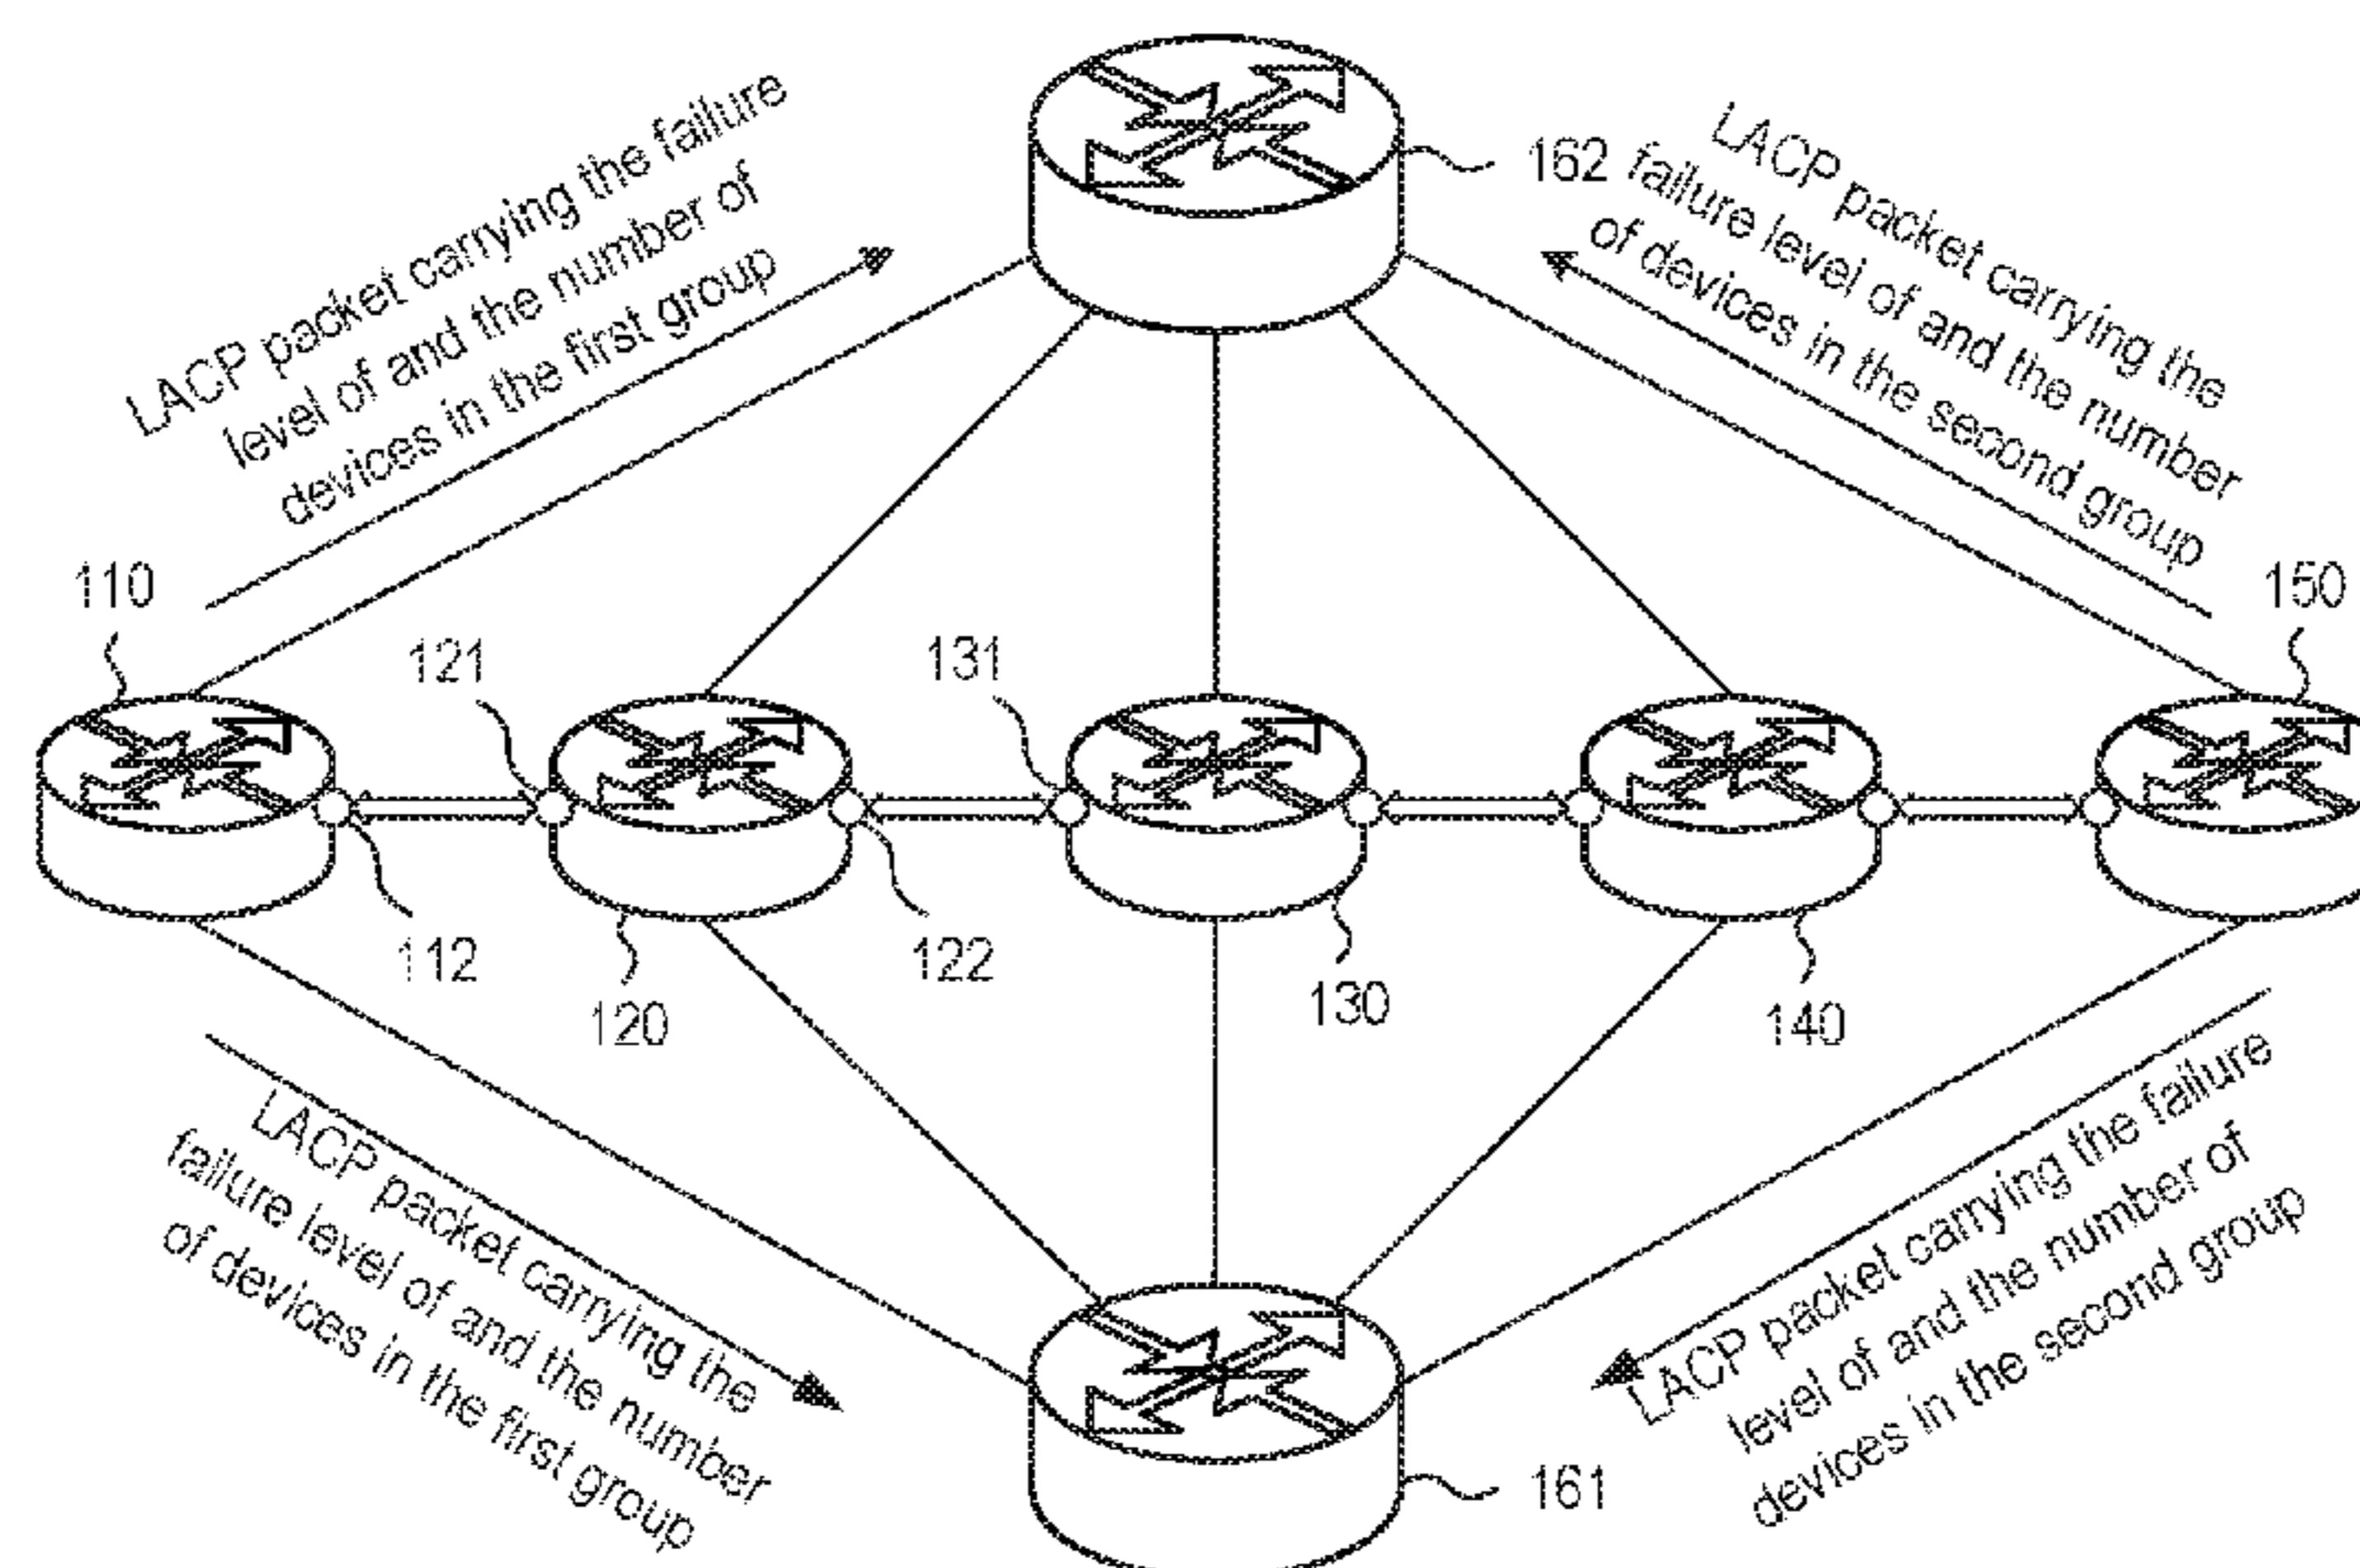 LACP packet carrying the failure
level of and the number of
devices in the first group
162
LACP packet carrying the
failure level of and the number
of devices in the second group
110
121
131
150
112
120
122
130
140
LACP packet carrying the
failure level of and the number
of devices in the first group
LACP packet carrying the failure
level of and the number of
devices in the second group
161